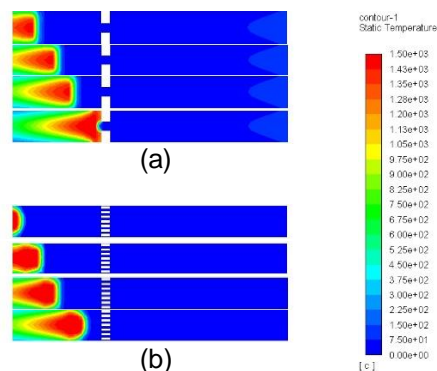 contour-1
Static Temperature
1.50e+03
1.43e+03
1.35e+03
1.28e+03
1.20e+03
1.13e+03
1.05e+03
9.75e+02
9.00e+02
8.25e+02
7.50e+02
6.75e+02
6.00e+02
5.25e+02
4.50e+02
3.75e+02
3.00e+02
2.25e+02
1.50e+02
7.50e+01
0.00e+00
[ c ]
(a)
(b)